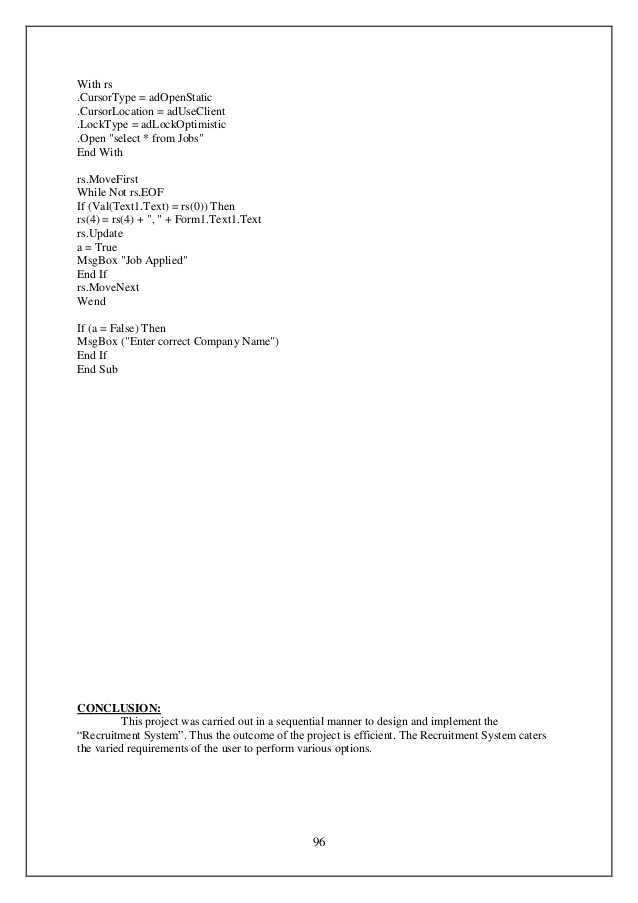 With rs
.CursorType = adOpenStatic
.CursorLocation = adUseClient
.LockType = adLockOptimistic
.Open "select * from Jobs"
End With
rs.MoveFirst
While Not rs.EOF
If (Val(Text1.Text) = rs(0)) Then
rs(4) = rs(4) + ", " + Form1.Text1.Text
rs.Update
a = True
MsgBox "Job Applied"
End If
rs.MoveNext
Wend
If (a = False) Then
MsgBox ("Enter correct Company Name")
End If
End Sub
CONCLUSION:
This project was carried out in a sequential manner to design and implement the
“Recruitment System”. Thus the outcome of the project is efficient. The Recruitment System caters
the varied requirements of the user to perform various options.
96